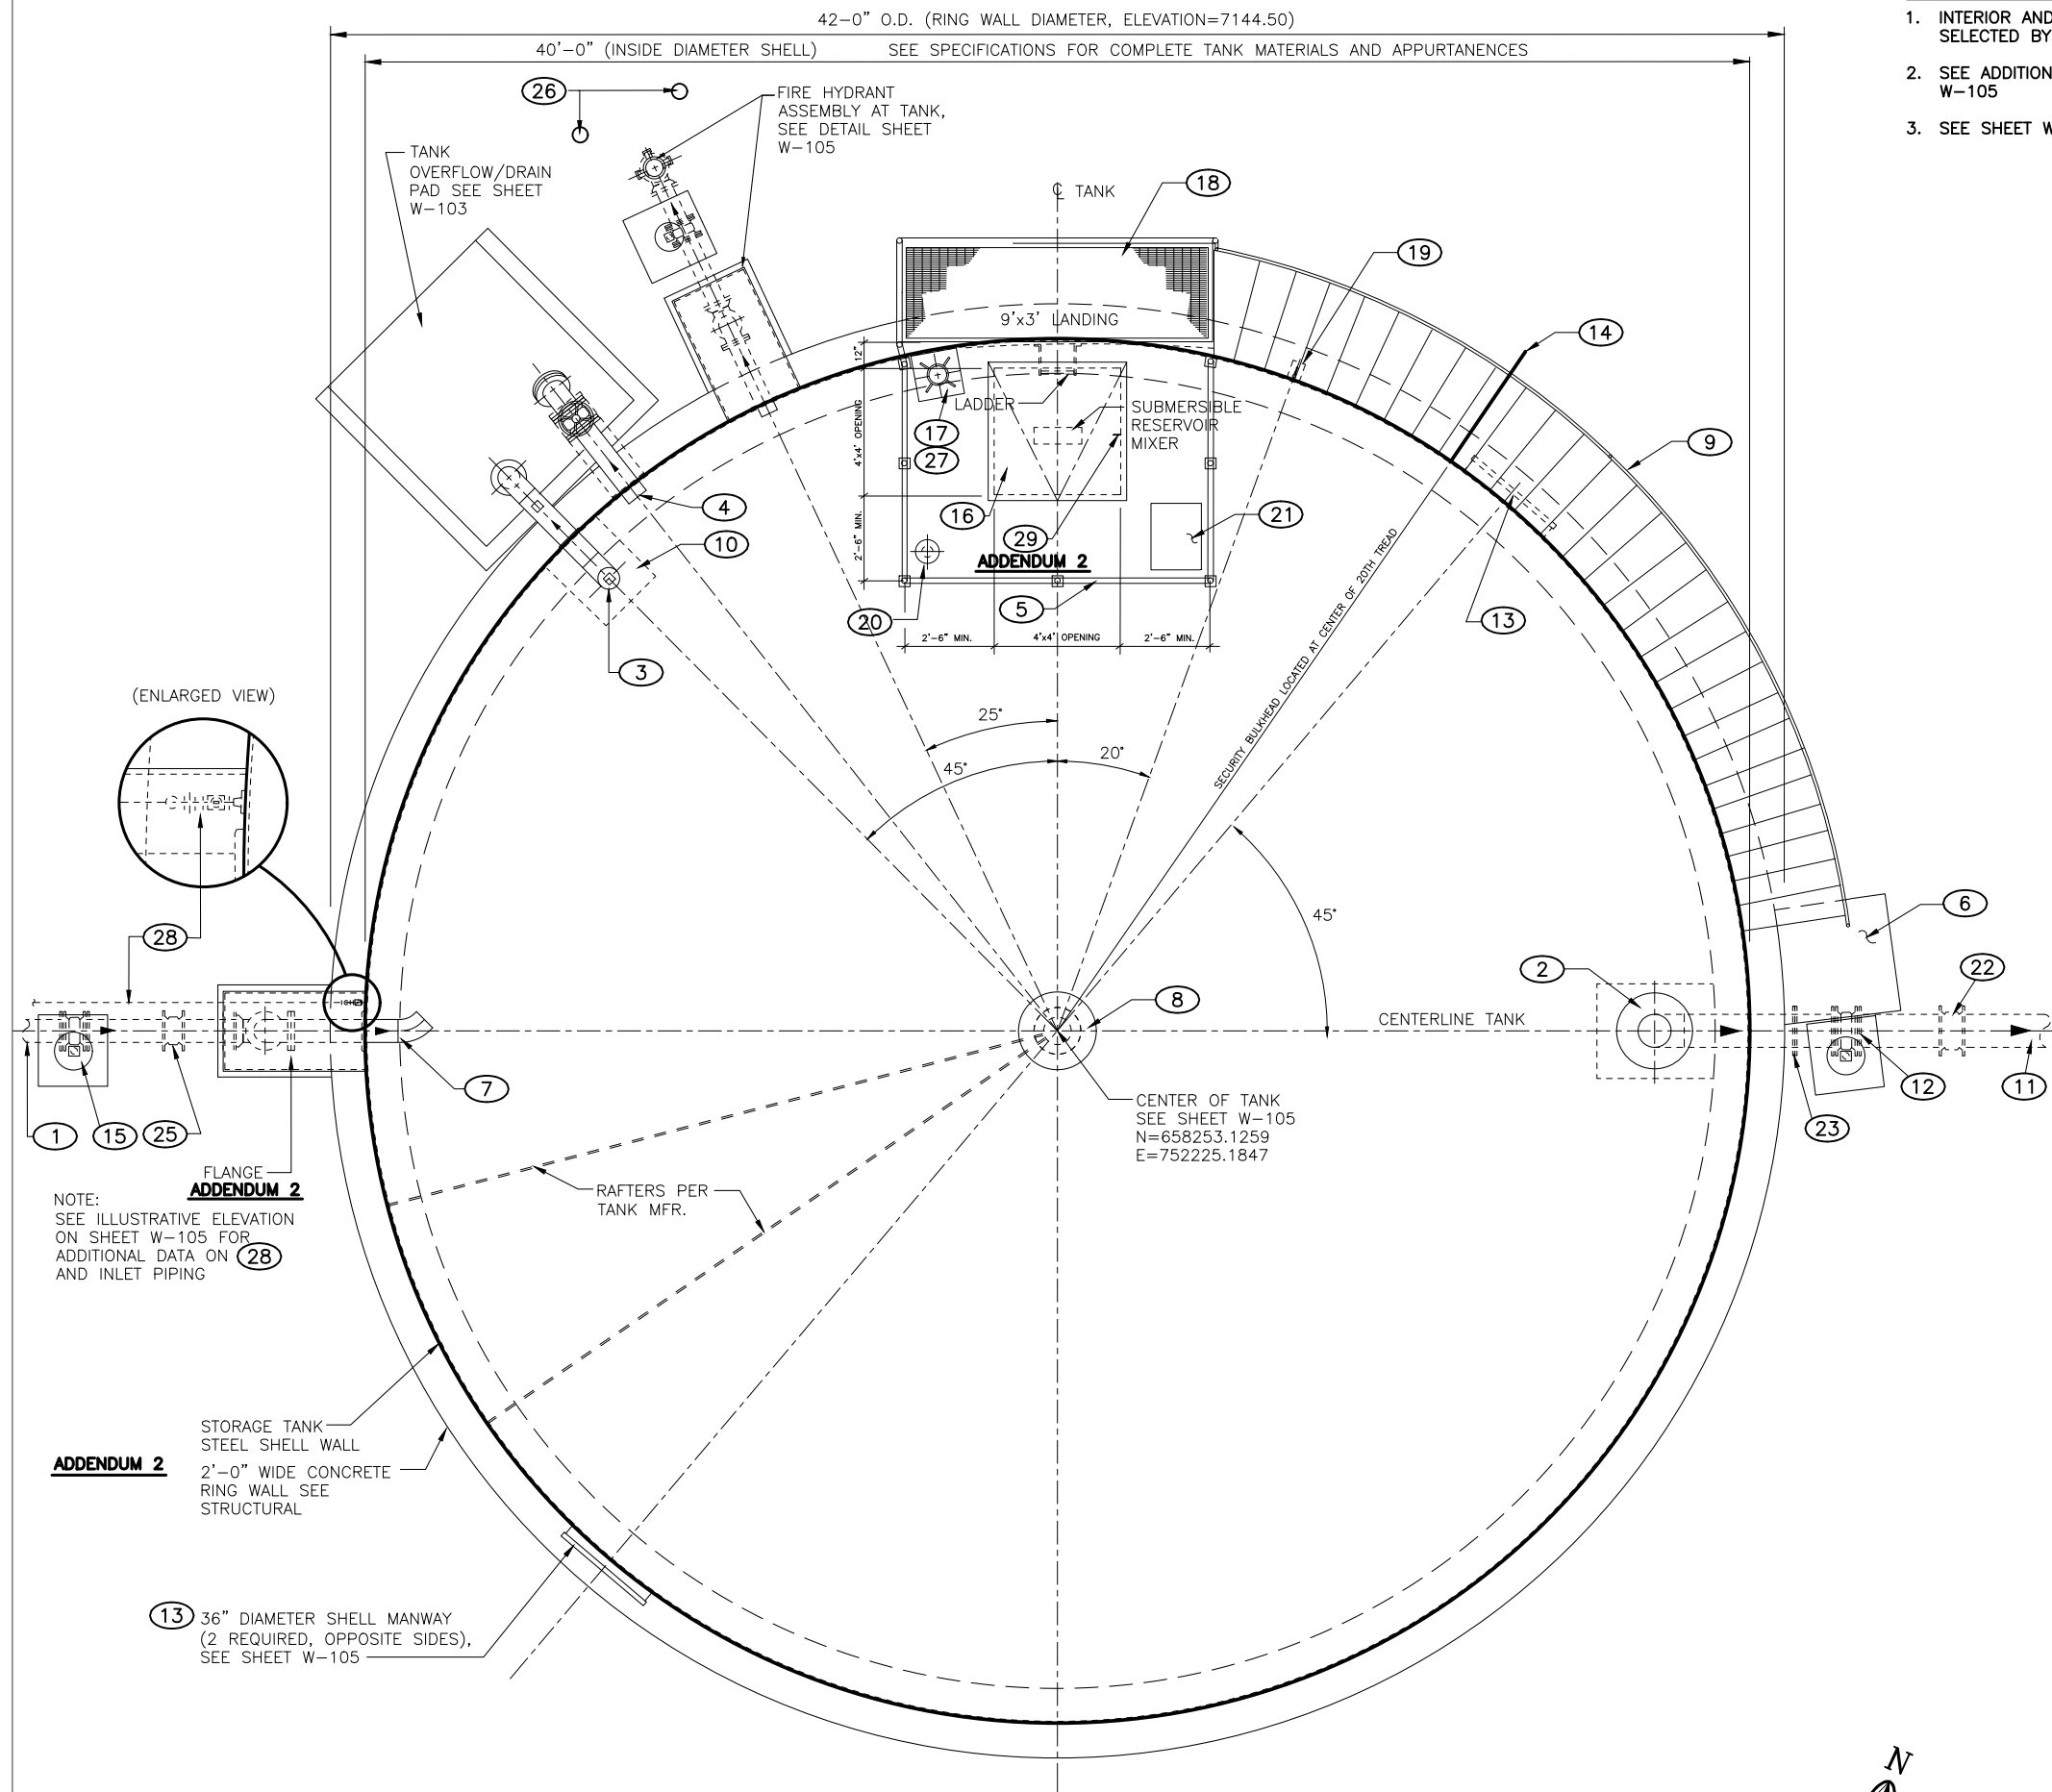 42-0" O.D. (RING WALL DIAMETER, ELEVATION=7144.50)
40'-0" (INSIDE DIAMETER SHELL) SEE SPECIFICATIONS FOR COMPLETE TANK MATERIALS AND APPURTANENCES
1. INTERIOR AND
SELECTED BY
2. SEE ADDITION
W-105
3. SEE SHEET W
26
FIRE HYDRANT
ASSEMBLY AT TANK,
SEE DETAIL SHEET
W-105
TANK
OVERFLOW/DRAIN
PAD SEE SHEET
W-103
℄ TANK
18
19
14
9
9'x3' LANDING
12"
4'x4' OPENING
2'-6" MIN.
LADDER
SUBMERSIBLE
RESERVOIR
MIXER
17
27
16
29
21
ADDENDUM 2
4
10
20
5
13
3
2'-6" MIN.
4'x4' OPENING
2'-6" MIN.
SECURITY BULKHEAD LOCATED AT CENTER OF 20TH TREAD
(ENLARGED VIEW)
25°
45°
20°
45°
28
6
2
22
8
CENTERLINE TANK
7
12
11
23
1
15
25
CENTER OF TANK
SEE SHEET W-105
N=658253.1259
E=752225.1847
FLANGE
ADDENDUM 2
NOTE:
SEE ILLUSTRATIVE ELEVATION
ON SHEET W-105 FOR
ADDITIONAL DATA ON 28
AND INLET PIPING
RAFTERS PER
TANK MFR.
STORAGE TANK
STEEL SHELL WALL
ADDENDUM 2
2'-0" WIDE CONCRETE
RING WALL SEE
STRUCTURAL
13 36" DIAMETER SHELL MANWAY
(2 REQUIRED, OPPOSITE SIDES),
SEE SHEET W-105
N